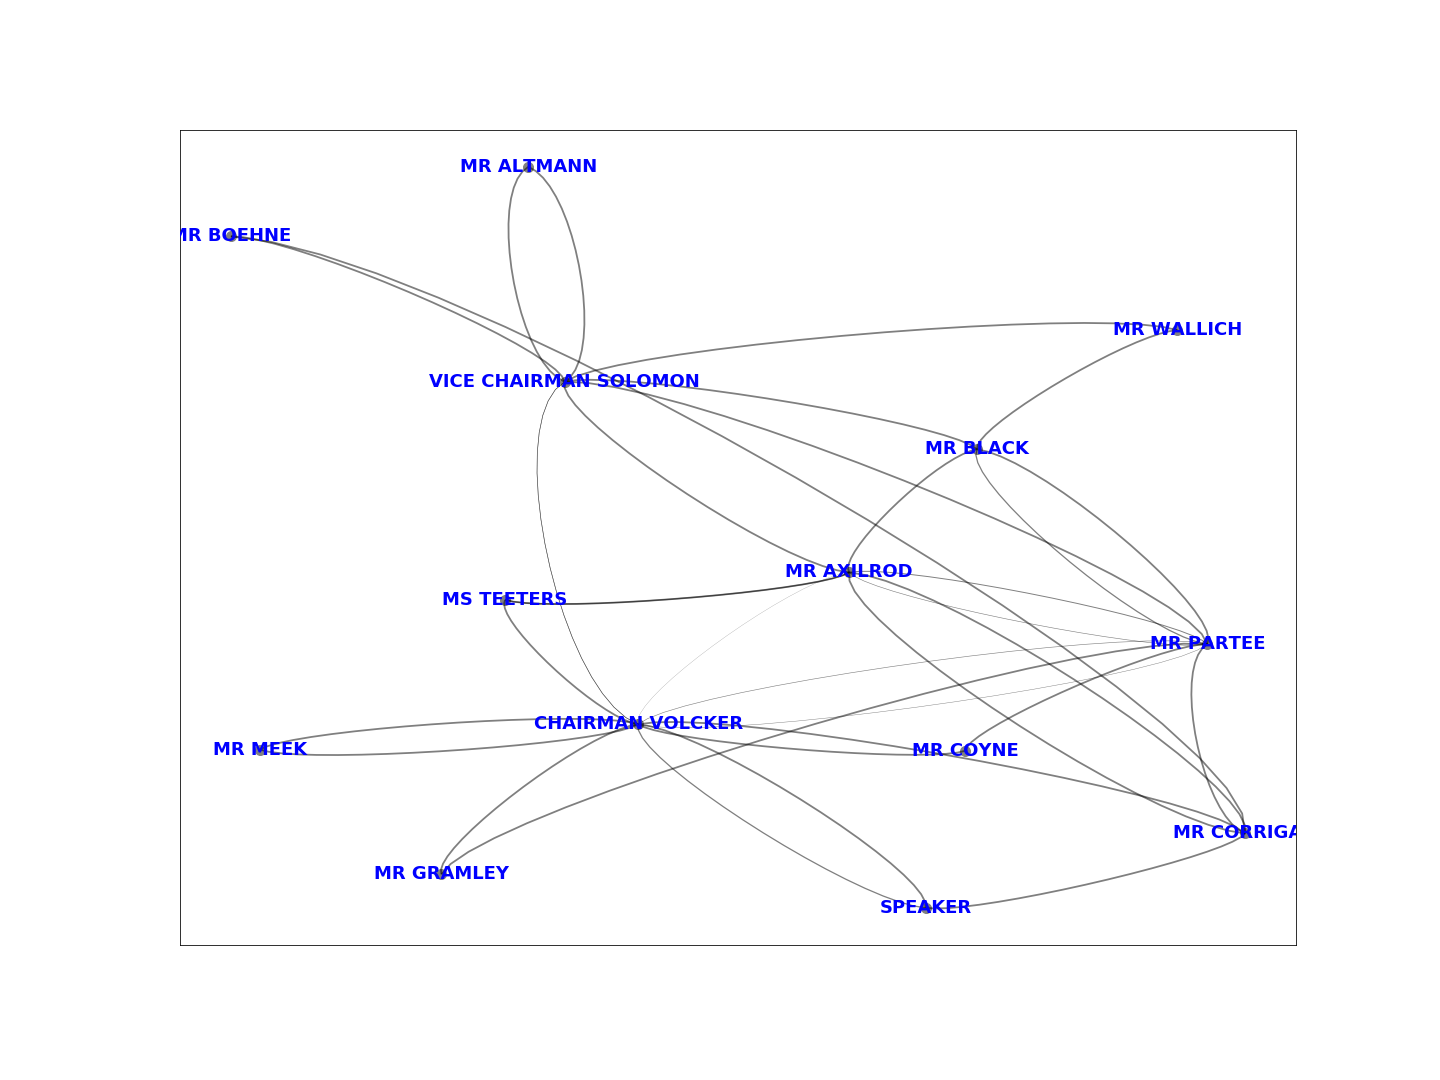 MR ALTMANN
MR BOEHNE
MR WALLICH
VICE CHAIRMAN SOLOMON
MR BLACK
MR AXILROD
MS TEETERS
MR PARTEE
CHAIRMAN VOLCKER
MR MEEK
MR COYNE
MR CORRIGA
MR GRAMLEY
SPEAKER